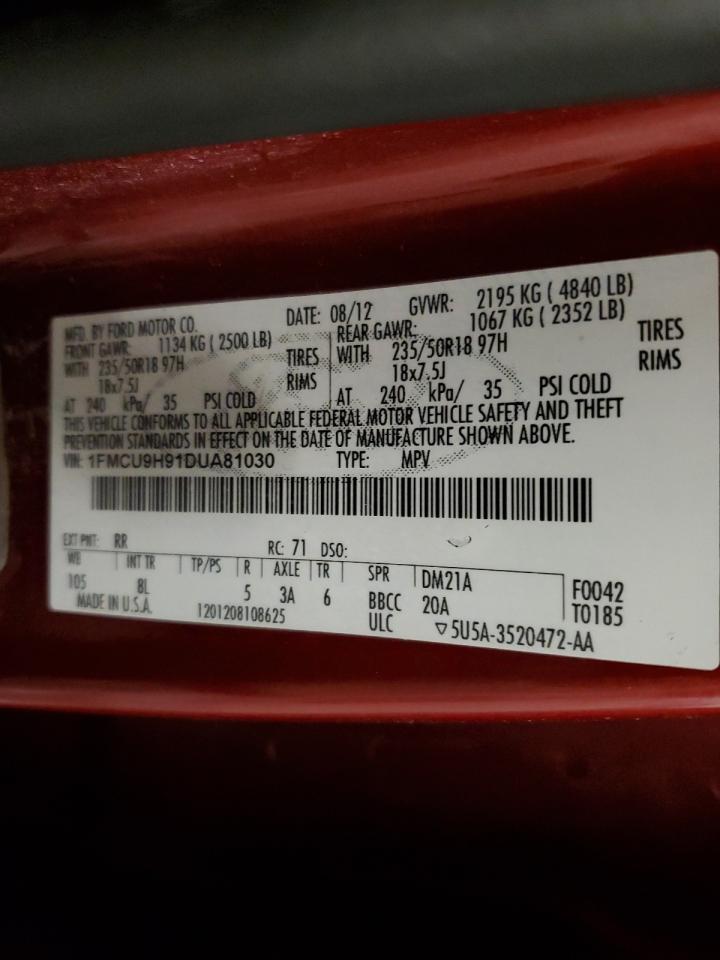 MFD. BY FORD MOTOR CO. DATE: 08/12 GVWR: 2195 KG ( 4840 LB)
FRONT GAWR: 1134 KG ( 2500 LB) REAR GAWR: 1067 KG ( 2352 LB)
WITH 235/50R18 97H TIRES WITH 235/50R18 97H TIRES
18x7.5J RIMS 18x7.5J RIMS
AT 240 kPa/ 35 PSI COLD AT 240 kPa/ 35 PSI COLD
THIS VEHICLE CONFORMS TO ALL APPLICABLE FEDERAL MOTOR VEHICLE SAFETY AND THEFT
PREVENTION STANDARDS IN EFFECT ON THE DATE OF MANUFACTURE SHOWN ABOVE.
VIN: 1FMCU9H91DUA81030 TYPE: MPV
EXT PNT: RR RC: 71 DSO:
WB INT TR TP/PS R AXLE TR SPR DM21A F0042
105 8L 5 3A 6 BBCC 20A T0185
MADE IN U.S.A. 1201208108625 ULC ▽5U5A-3520472-AA